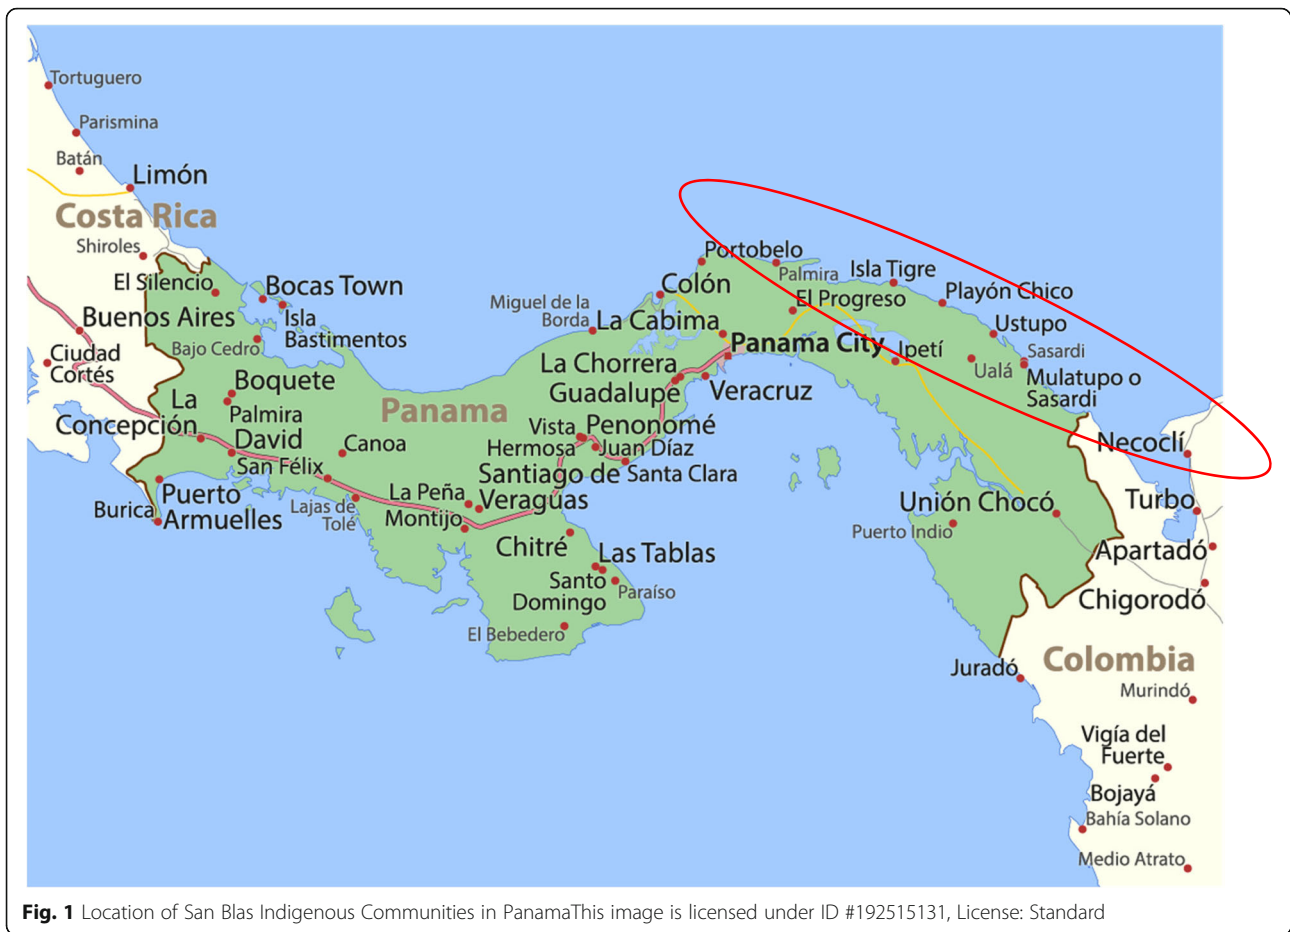 Tortuguero
Parismina
Batán
Limón
Costa Rica
Shiroles
El Silencio
Bocas Town
Isla
Bastimentos
Buenos Aires
Bajo Cedro
Ciudad
Cortés
Boquete
La
Concepción
Palmira
David
San Félix
Canoa
Panama
Puerto
Armuelles
Burica
Lajas de
Tolé
La Peña
Montijo
Santiago de
Veraguas
Vista
Hermosa
Penonomé
Juan Díaz
Santa Clara
Chitré
Las Tablas
Santo
Domingo
Paraíso
El Bebedero
Miguel de la
Borda
Colón
La Cabima
La Chorrera
Guadalupe
Panama City
Veracruz
Portobelo
Palmira
El Progreso
Isla Tigre
Playón Chico
Ustupo
Sasardi
Mulatupo o
Sasardi
Ipetí
Ualá
Necoclí
Turbo
Unión Chocó
Puerto Indio
Apartadó
Chigorodó
Colombia
Juradó
Murindó
Vigía del
Fuerte
Bojayá
Bahía Solano
Medio Atrato
Fig. 1 Location of San Blas Indigenous Communities in PanamaThis image is licensed under ID #192515131, License: Standard